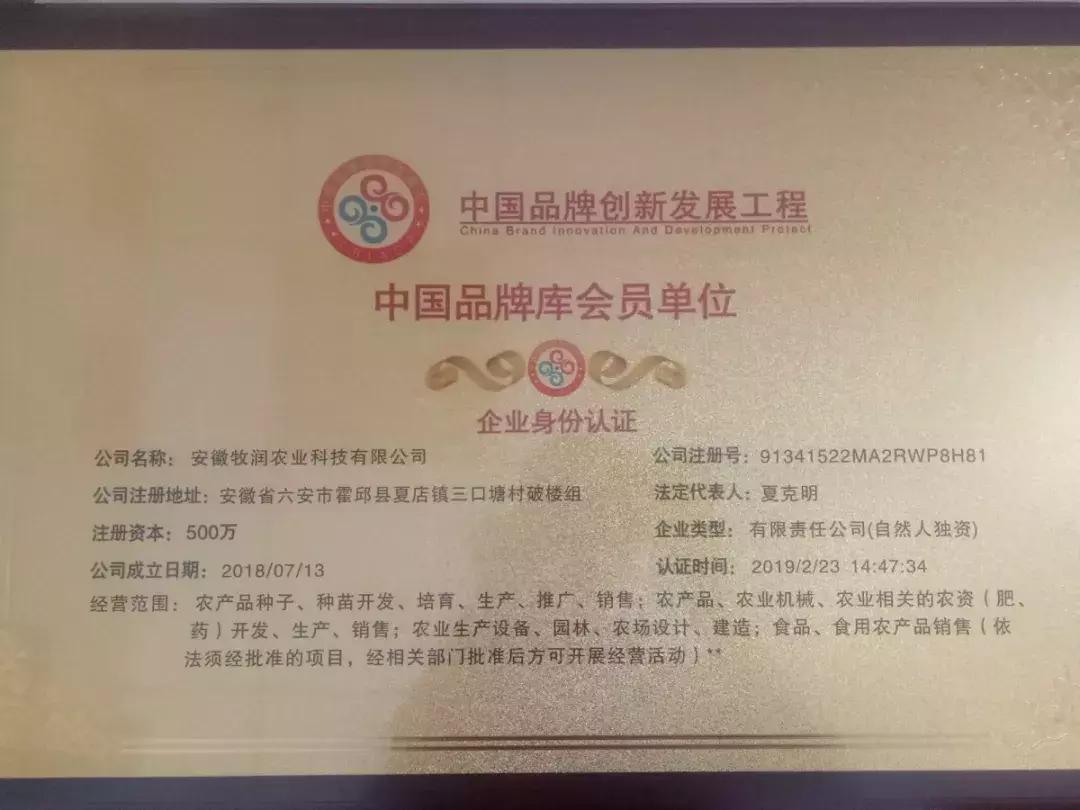 中国品牌创新发展工程
China Brand Innovation And Development Protect
中国品牌库会员单位
企业身份认证
公司名称：安徽牧润农业科技有限公司
公司注册号：91341522MA2RWP8H81
公司注册地址：安徽省六安市霍邱县夏店镇三口塘村破楼组
法定代表人：夏克明
注册资本：500万
企业类型：有限责任公司(自然人独资)
公司成立日期：2018/07/13
认证时间：2019/2/23 14:47:34
经营范围：农产品种子、种苗开发、培育、生产、推广、销售；农产品、农业机械、农业相关的农资（肥、
药）开发、生产、销售；农业生产设备、园林、农场设计、建造；食品、食用农产品销售（依
法须经批准的项目，经相关部门批准后方可开展经营活动）**